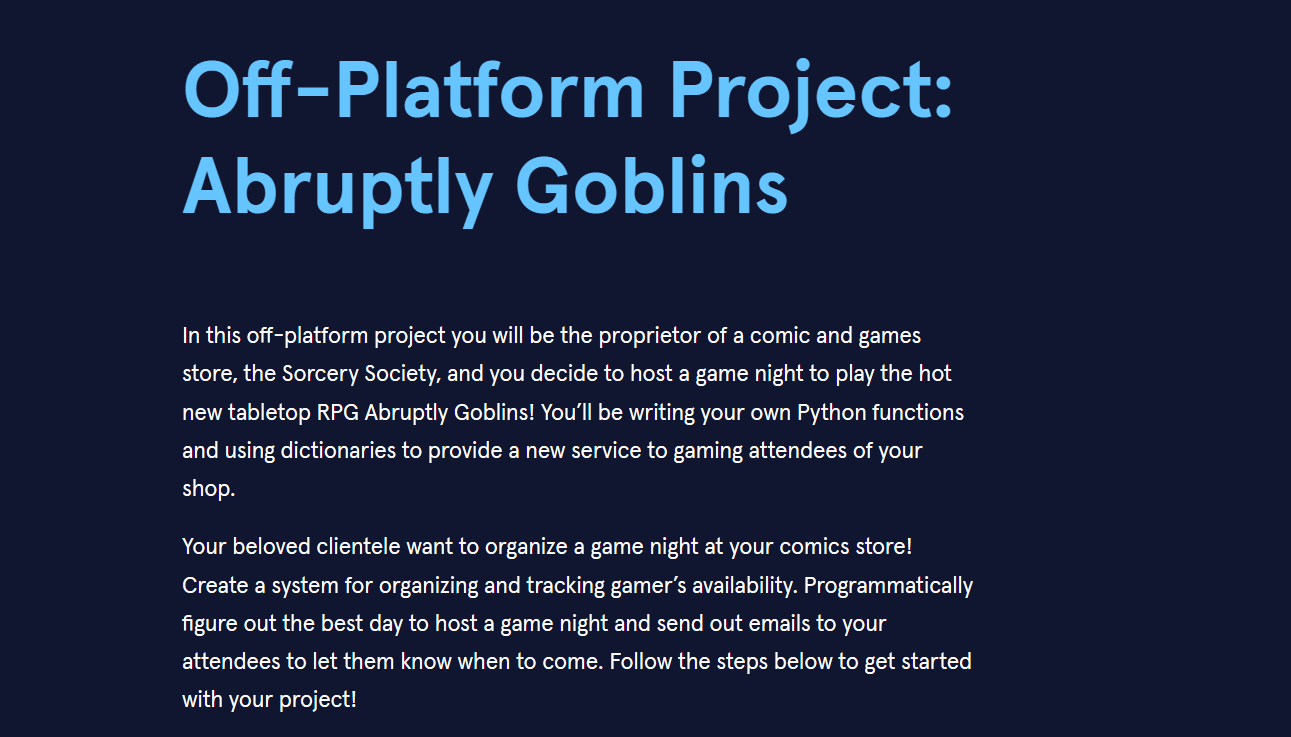 Off-Platform Project:
Abruptly Goblins
In this off-platform project you will be the proprietor of a comic and games
store, the Sorcery Society, and you decide to host a game night to play the hot
new tabletop RPG Abruptly Goblins! You’ll be writing your own Python functions
and using dictionaries to provide a new service to gaming attendees of your
shop.
Your beloved clientele want to organize a game night at your comics store!
Create a system for organizing and tracking gamer’s availability. Programmatically
figure out the best day to host a game night and send out emails to your
attendees to let them know when to come. Follow the steps below to get started
with your project!